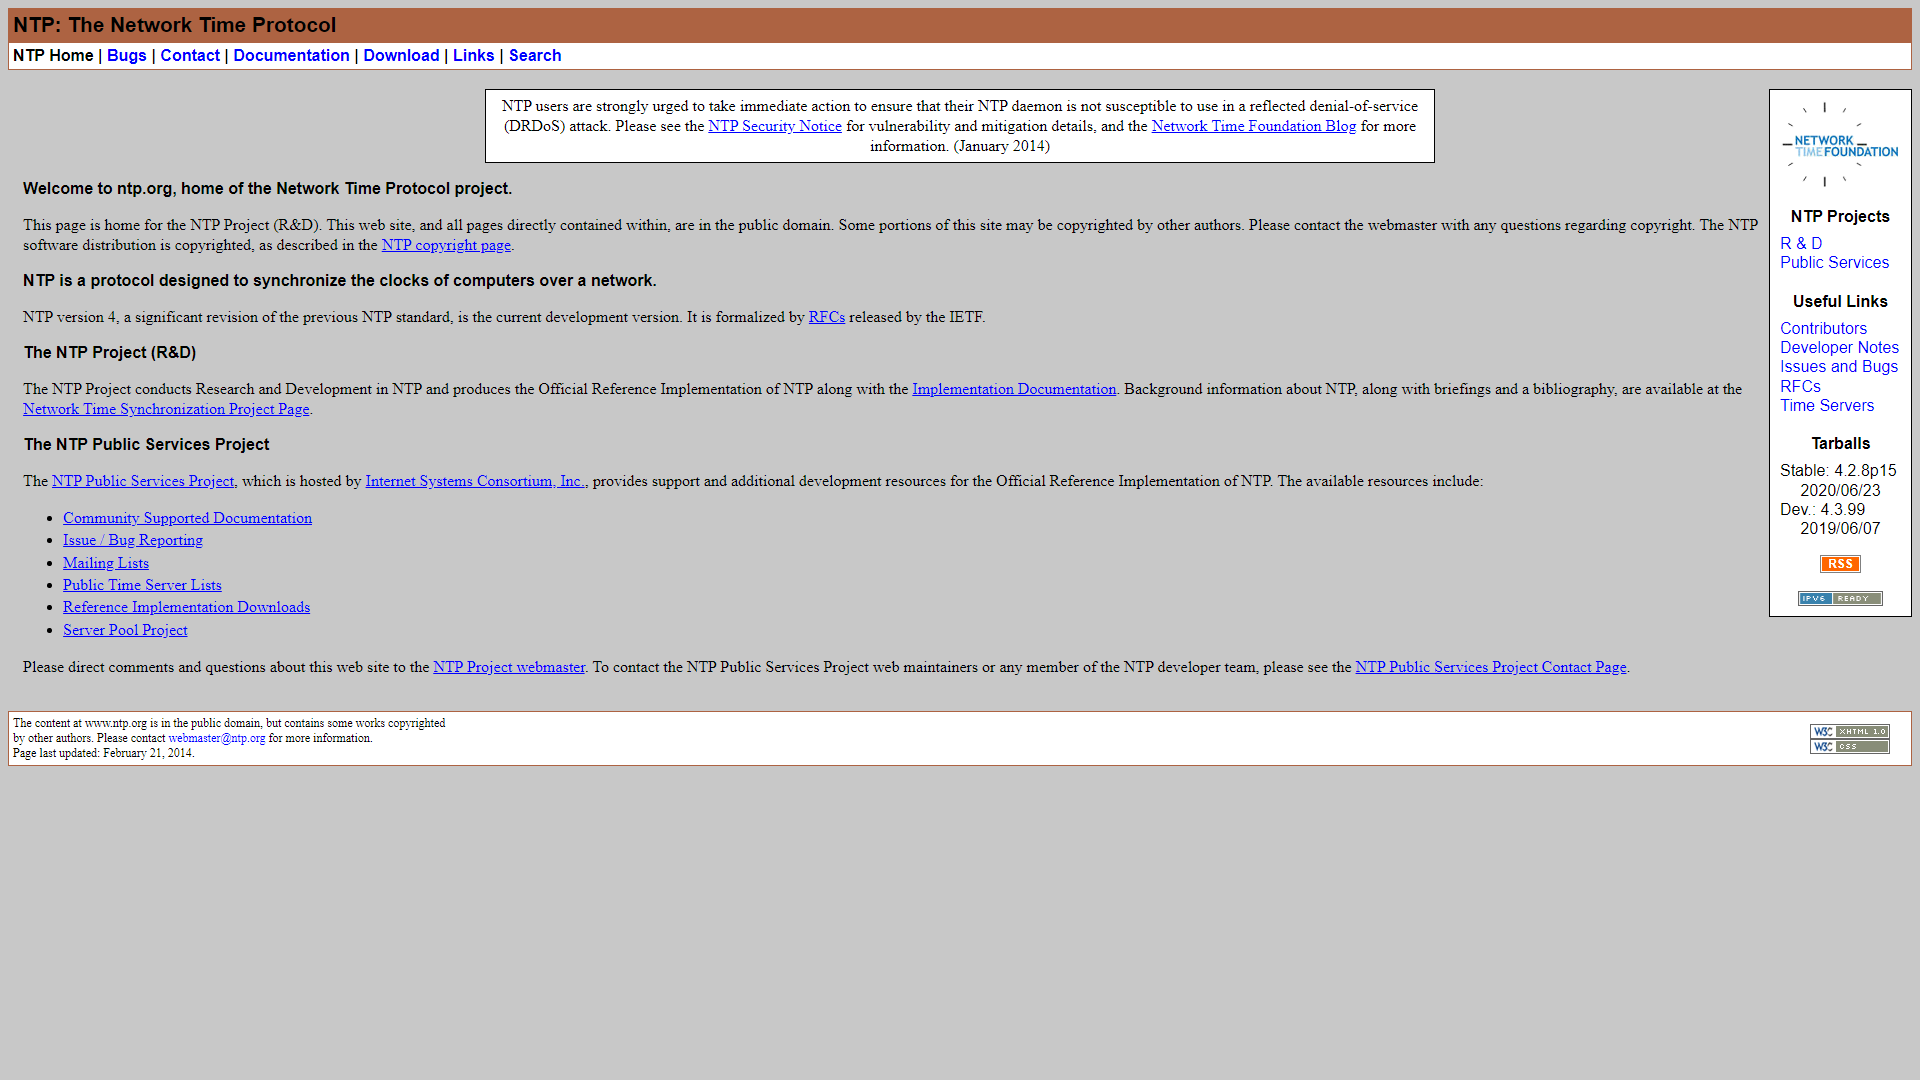 NTP: The Network Time Protocol
NTP Home | Bugs | Contact | Documentation | Download | Links | Search
NTP users are strongly urged to take immediate action to ensure that their NTP daemon is not susceptible to use in a reflected denial-of-service
(DRDoS) attack. Please see the NTP Security Notice for vulnerability and mitigation details, and the Network Time Foundation Blog for more
information. (January 2014)
Welcome to ntp.org, home of the Network Time Protocol project.
This page is home for the NTP Project (R&D). This web site, and all pages directly contained within, are in the public domain. Some portions of this site may be copyrighted by other authors. Please contact the webmaster with any questions regarding copyright. The NTP
software distribution is copyrighted, as described in the NTP copyright page.
NTP is a protocol designed to synchronize the clocks of computers over a network.
NTP version 4, a significant revision of the previous NTP standard, is the current development version. It is formalized by RFCs released by the IETF.
The NTP Project (R&D)
The NTP Project conducts Research and Development in NTP and produces the Official Reference Implementation of NTP along with the Implementation Documentation. Background information about NTP, along with briefings and a bibliography, are available at the
Network Time Synchronization Project Page.
The NTP Public Services Project
The NTP Public Services Project, which is hosted by Internet Systems Consortium, Inc., provides support and additional development resources for the Official Reference Implementation of NTP. The available resources include:
Community Supported Documentation
Issue / Bug Reporting
Mailing Lists
Public Time Server Lists
Reference Implementation Downloads
Server Pool Project
Please direct comments and questions about this web site to the NTP Project webmaster. To contact the NTP Public Services Project web maintainers or any member of the NTP developer team, please see the NTP Public Services Project Contact Page.
NETWORK
TIME FOUNDATION
NTP Projects
R & D
Public Services
Useful Links
Contributors
Developer Notes
Issues and Bugs
RFCs
Time Servers
Tarballs
Stable: 4.2.8p15
2020/06/23
Dev.: 4.3.99
2019/06/07
RSS
IPV6 READY
The content at www.ntp.org is in the public domain, but contains some works copyrighted
by other authors. Please contact webmaster@ntp.org for more information.
Page last updated: February 21, 2014.
W3C XHTML 1.0
W3C CSS